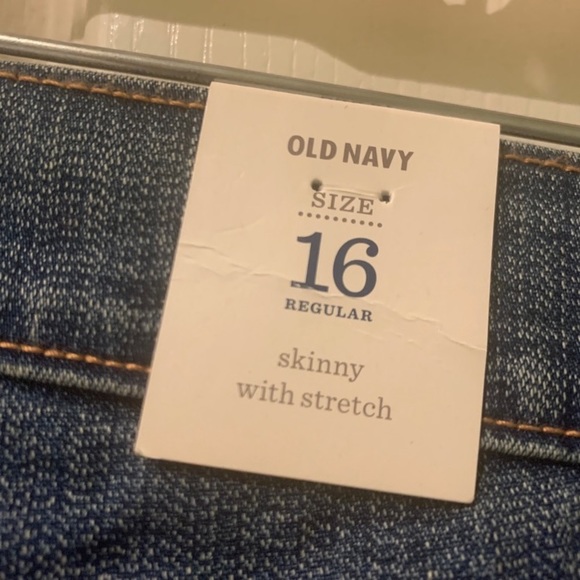 OLD NAVY
SIZE
16
REGULAR
skinny
with stretch